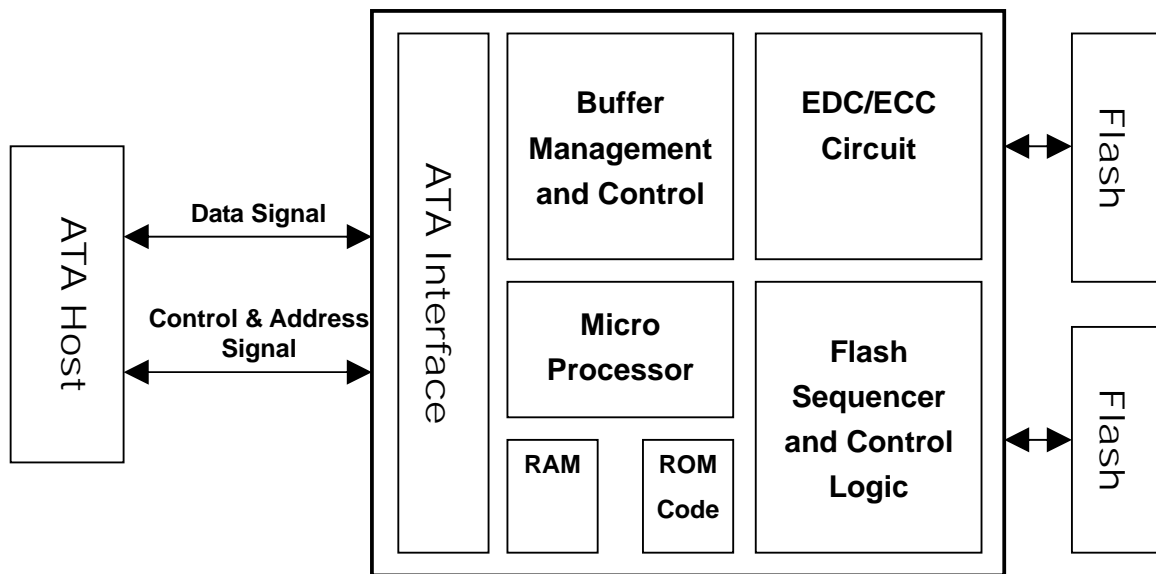 ATA Host
Data Signal
Control & Address
Signal
ATA Interface
Buffer
Management
and Control
EDC/ECC
Circuit
Micro
Processor
Flash
Sequencer
and Control
Logic
RAM
ROM
Code
Flash
Flash